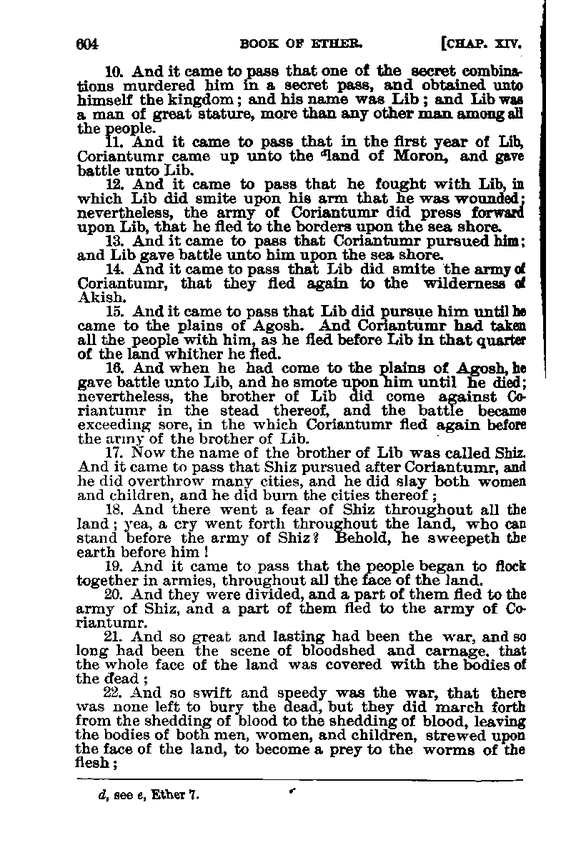 604 BOOK OF ETHER. [CHAP. XIV.
10. And it came to pass that one of the secret combina-
tions murdered him in a secret pass, and obtained unto
himself the kingdom; and his name was Lib; and Lib was
a man of great stature, more than any other man among all
the people.
11. And it came to pass that in the first year of Lib,
Coriantumr came up unto the dland of Moron, and gave
battle unto Lib.
12. And it came to pass that he fought with Lib, in
which Lib did smite upon his arm that he was wounded;
nevertheless, the army of Coriantumr did press forward
upon Lib, that he fled to the borders upon the sea shore.
13. And it came to pass that Coriantumr pursued him;
and Lib gave battle unto him upon the sea shore.
14. And it came to pass that Lib did smite the army of
Coriantumr, that they fled again to the wilderness of
Akish.
15. And it came to pass that Lib did pursue him until he
came to the plains of Agosh. And Coriantumr had taken
all the people with him, as he fled before Lib in that quarter
of the land whither he fled.
16. And when he had come to the plains of Agosh, he
gave battle unto Lib, and he smote upon him until he died;
nevertheless, the brother of Lib did come against Co-
riantumr in the stead thereof, and the battle became
exceeding sore, in the which Coriantumr fled again before
the army of the brother of Lib.
17. Now the name of the brother of Lib was called Shiz.
And it came to pass that Shiz pursued after Coriantumr, and
he did overthrow many cities, and he did slay both women
and children, and he did burn the cities thereof;
18. And there went a fear of Shiz throughout all the
land; yea, a cry went forth throughout the land, who can
stand before the army of Shiz? Behold, he sweepeth the
earth before him!
19. And it came to pass that the people began to flock
together in armies, throughout all the face of the land.
20. And they were divided, and a part of them fled to the
army of Shiz, and a part of them fled to the army of Co-
riantumr.
21. And so great and lasting had been the war, and so
long had been the scene of bloodshed and carnage, that
the whole face of the land was covered with the bodies of
the dead;
22. And so swift and speedy was the war, that there
was none left to bury the dead, but they did march forth
from the shedding of blood to the shedding of blood, leaving
the bodies of both men, women, and children, strewed upon
the face of the land, to become a prey to the worms of the
flesh;
d, see e, Ether 7.